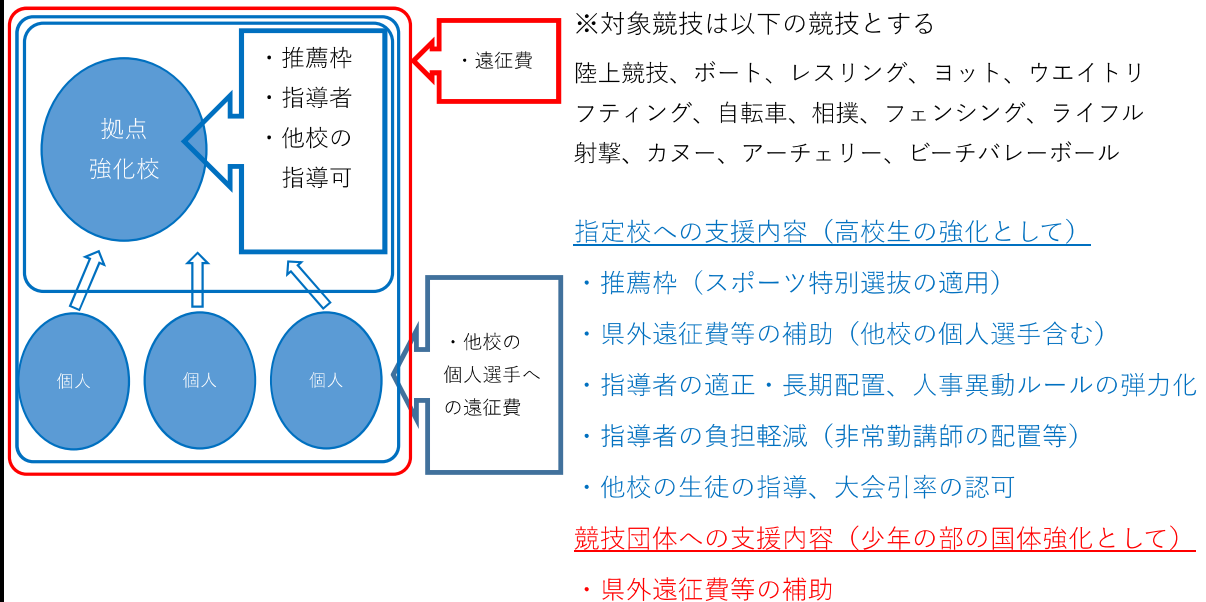 拠点
強化校
・推薦枠
・指導者
・他校の
指導可
・遠征費
個人
個人
個人
・他校の
個人選手へ
の遠征費
※対象競技は以下の競技とする
陸上競技、ボート、レスリング、ヨット、ウエイトリ
フティング、自転車、相撲、フェンシング、ライフル
射撃、カヌー、アーチェリー、ビーチバレーボール
指定校への支援内容（高校生の強化として）
・推薦枠（スポーツ特別選抜の適用）
・県外遠征費等の補助（他校の個人選手含む）
・指導者の適正・長期配置、人事異動ルールの弾力化
・指導者の負担軽減（非常勤講師の配置等）
・他校の生徒の指導、大会引率の認可
競技団体への支援内容（少年の部の国体強化として）
・県外遠征費等の補助